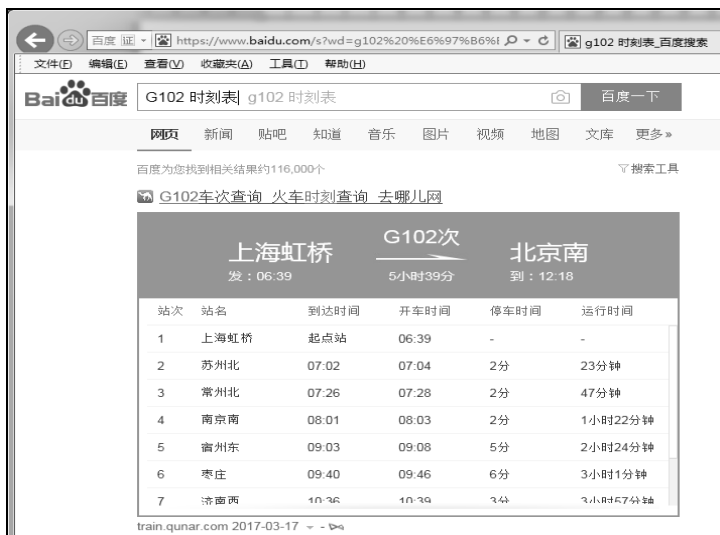 百度 证 https://www.baidu.com/s?wd=g102%20%E6%97%B6%l g102 时刻表_百度搜索
文件(F) 编辑(E) 查看(V) 收藏夹(A) 工具(T) 帮助(H)
Bai du 百度 G102 时刻表 g102 时刻表 百度一下
网页 新闻 贴吧 知道 音乐 图片 视频 地图 文库 更多»
百度为您找到相关结果约116,000个 搜索工具
G102车次查询_火车时刻查询_去哪儿网
上海虹桥 G102次 北京南
发：06:39 5小时39分 到：12:18
站次 站名 到达时间 开车时间 停车时间 运行时间
1 上海虹桥 起点站 06:39 - -
2 苏州北 07:02 07:04 2分 23分钟
3 常州北 07:26 07:28 2分 47分钟
4 南京南 08:01 08:03 2分 1小时22分钟
5 宿州东 09:03 09:08 5分 2小时24分钟
6 枣庄 09:40 09:46 6分 3小时1分钟
7 济南西 10:36 10:39 3分 3小时57分钟
train.qunar.com 2017-03-17 -